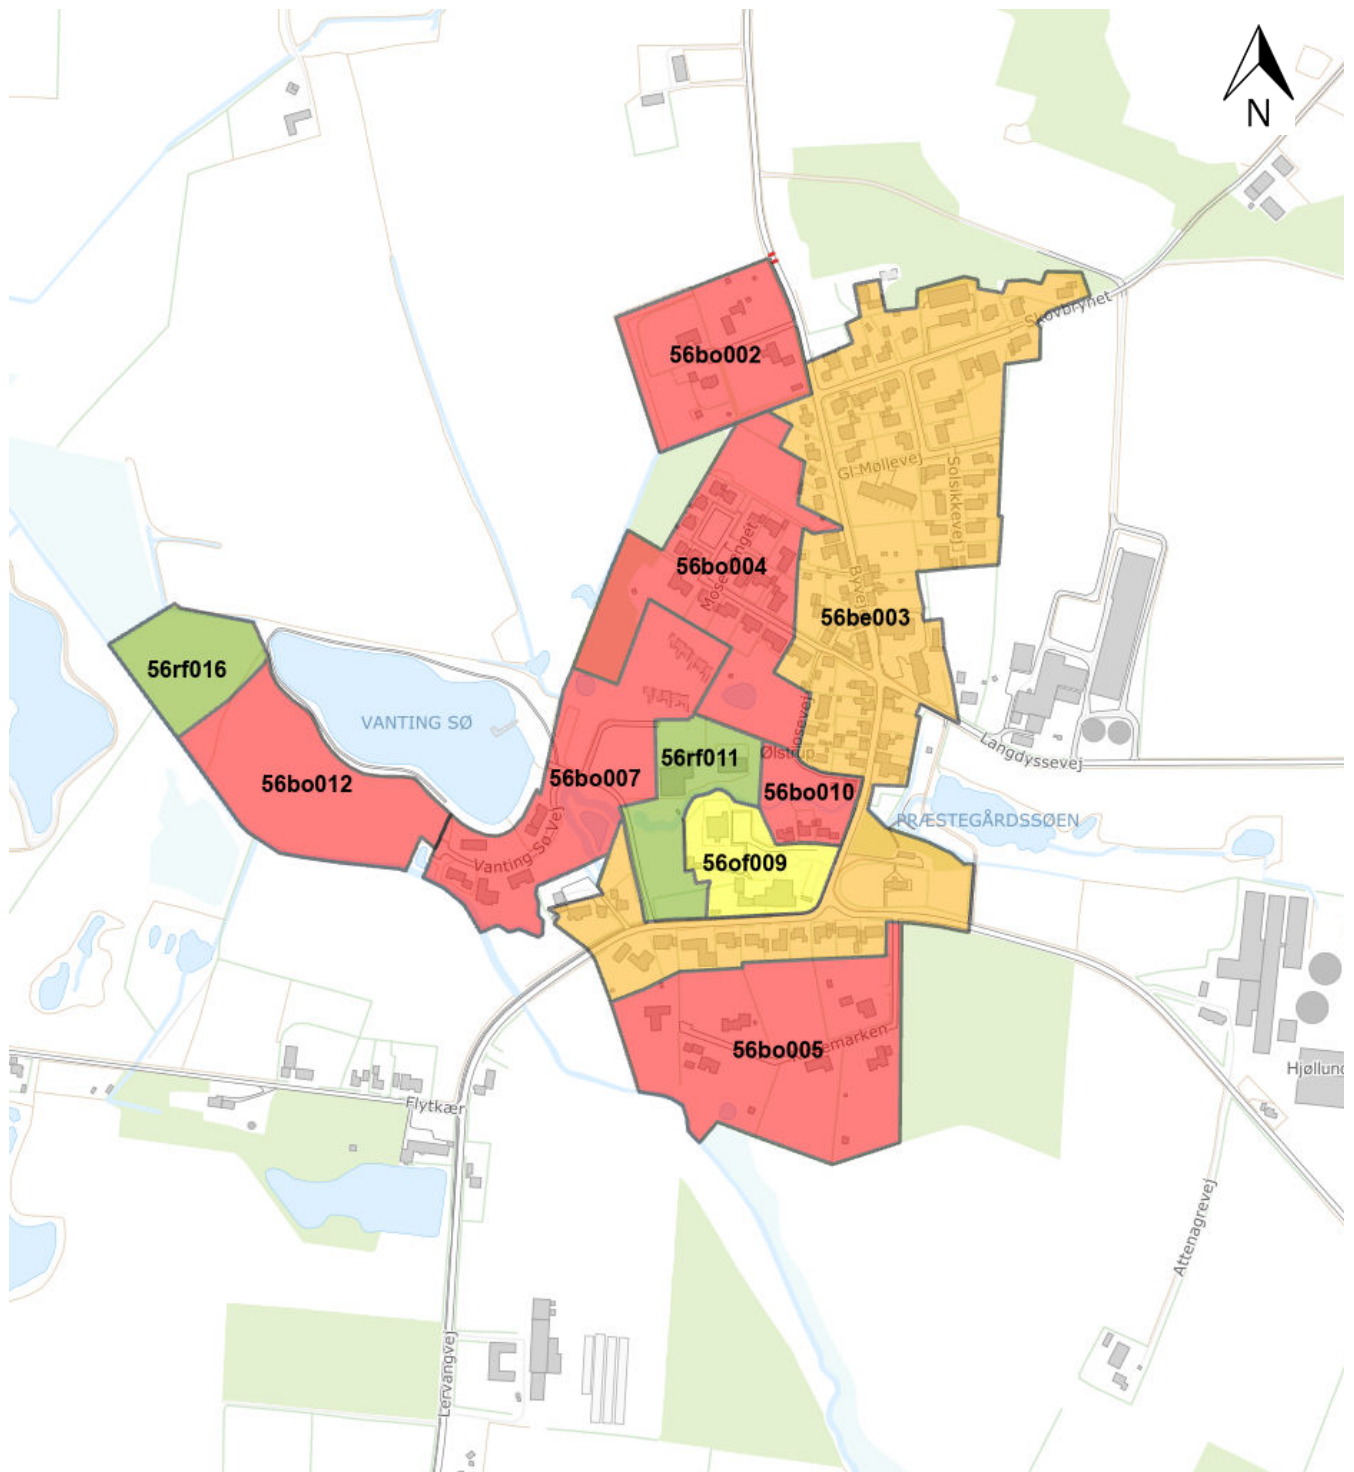 N
56bo002
Skovbrynet
Gl Møllevej
Solsikkevej
56bo004
Byvej
56be003
56rf016
VANTING SØ
56rf011
Ølstrup
Langdyssevej
56bo012
56bo007
56bo010
PRÆSTEGÅRDSSØEN
Vanting Sø Vej
56of009
56bo005
Hjøllund
Flytkær
Attenagrevej
Lervangvej